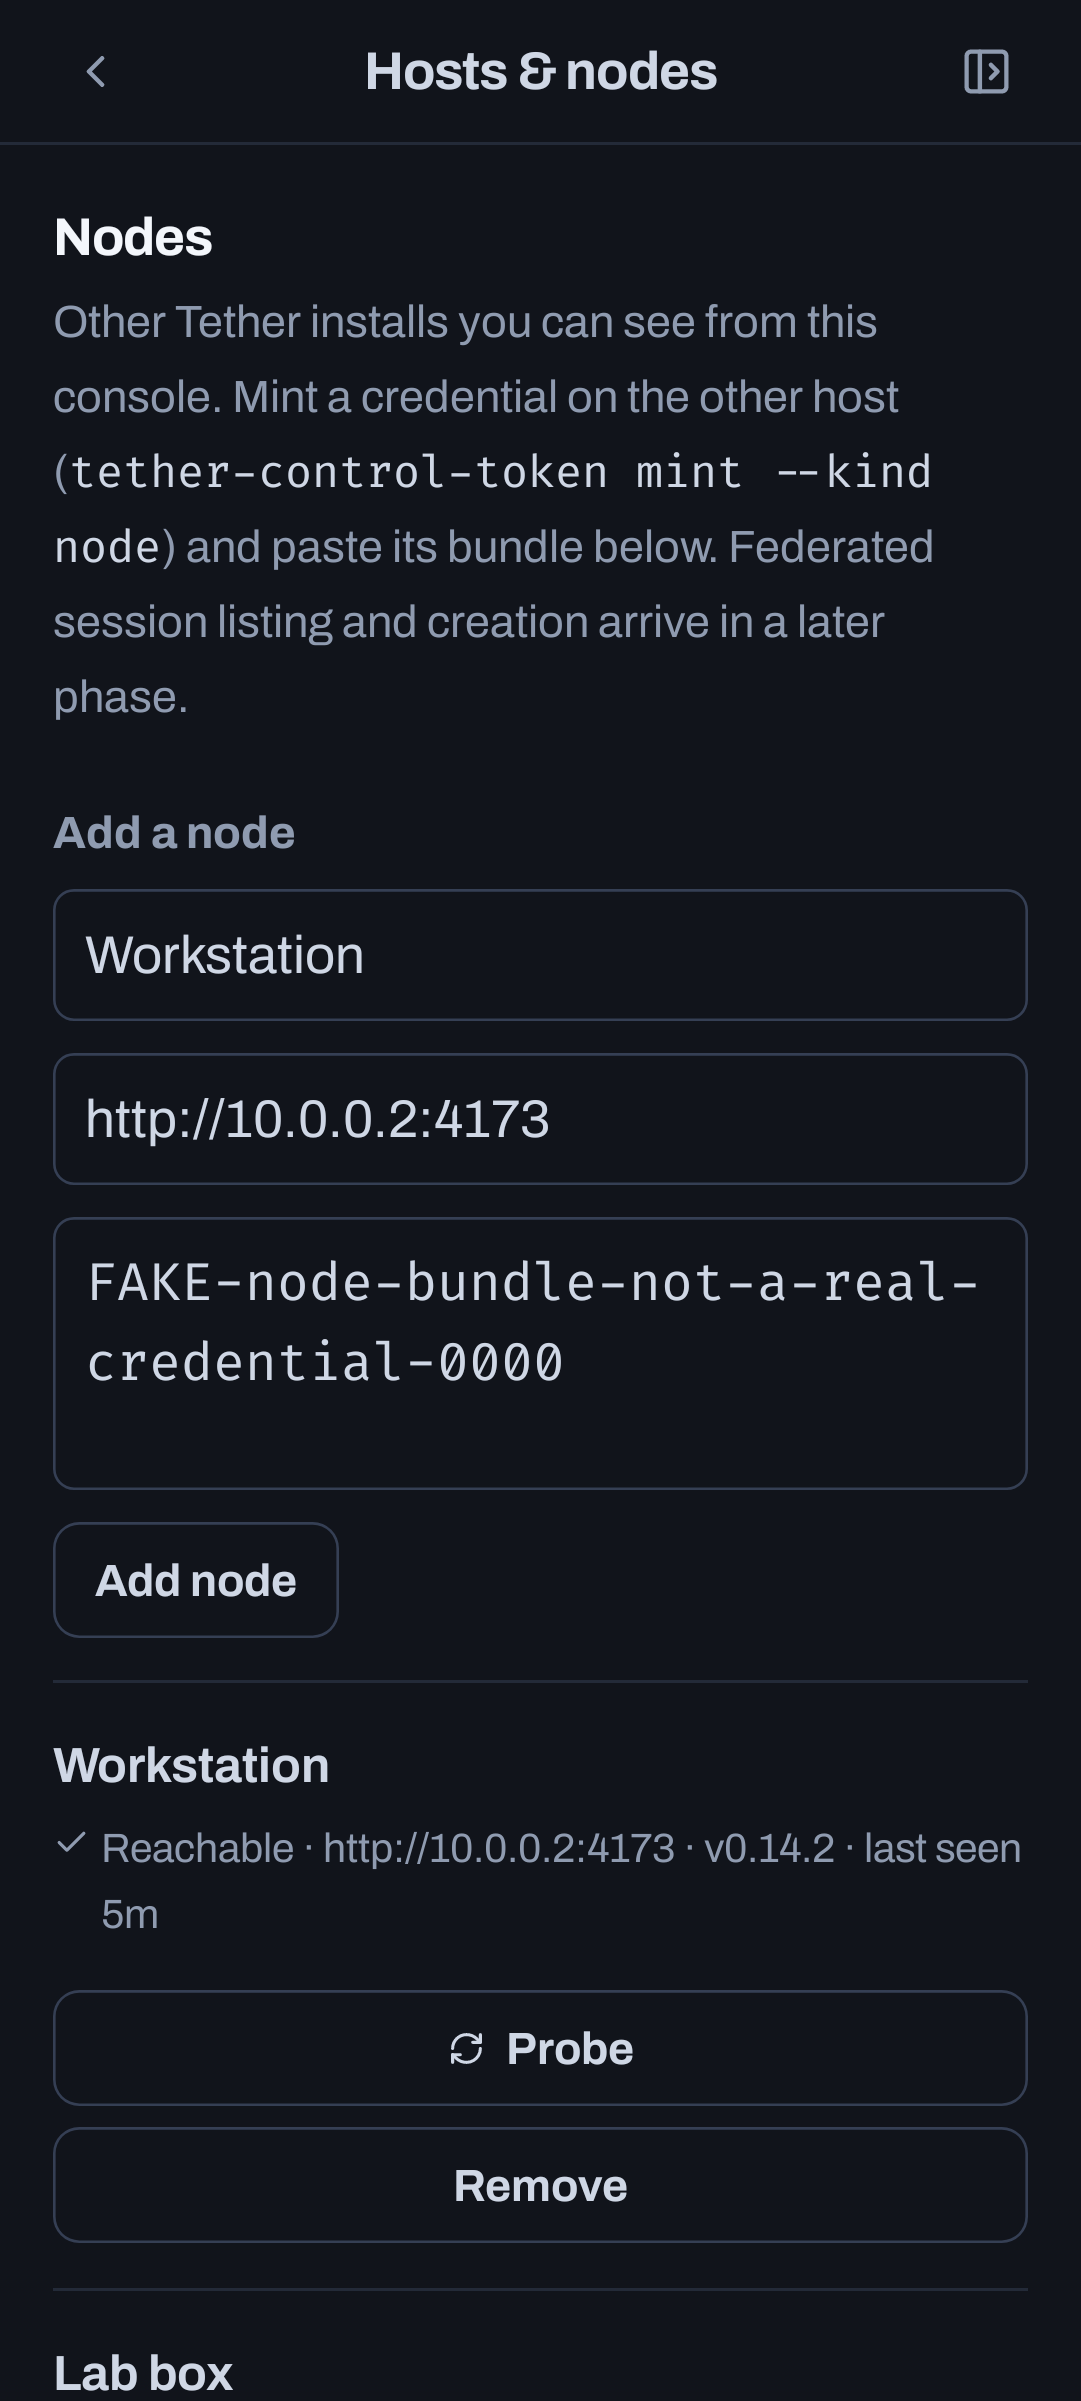 Hosts & nodes
Nodes
Other Tether installs you can see from this
console. Mint a credential on the other host
(tether-control-token mint --kind
node) and paste its bundle below. Federated
session listing and creation arrive in a later
phase.
Add a node
Workstation
http://10.0.0.2:4173
FAKE-node-bundle-not-a-real-
credential-0000
Add node
Workstation
Reachable · http://10.0.0.2:4173 · v0.14.2 · last seen
5m
Probe
Remove
Lab box